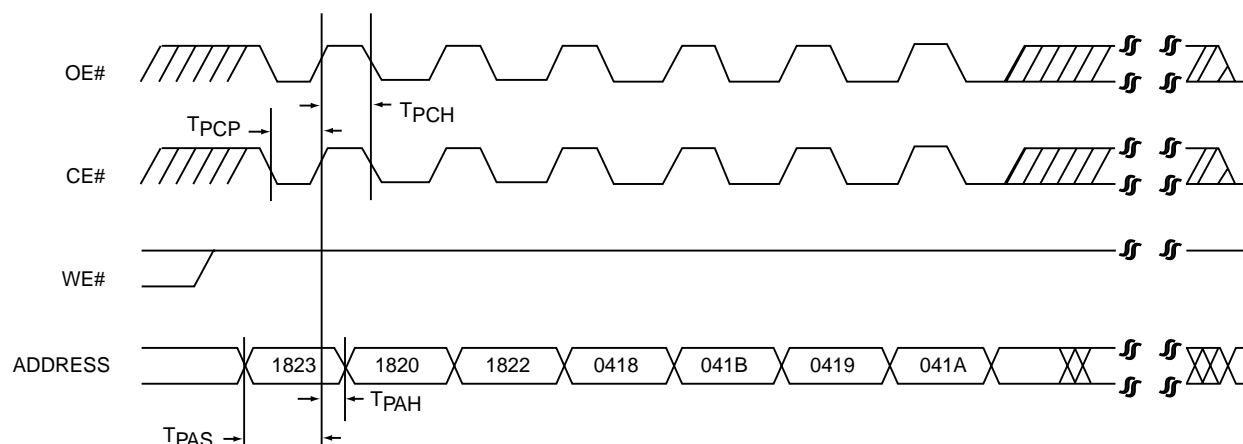 OE#
TPCH
TPCP
CE#
WE#
ADDRESS 1823 1820 1822 0418 041B 0419 041A
TPAH
TPAS